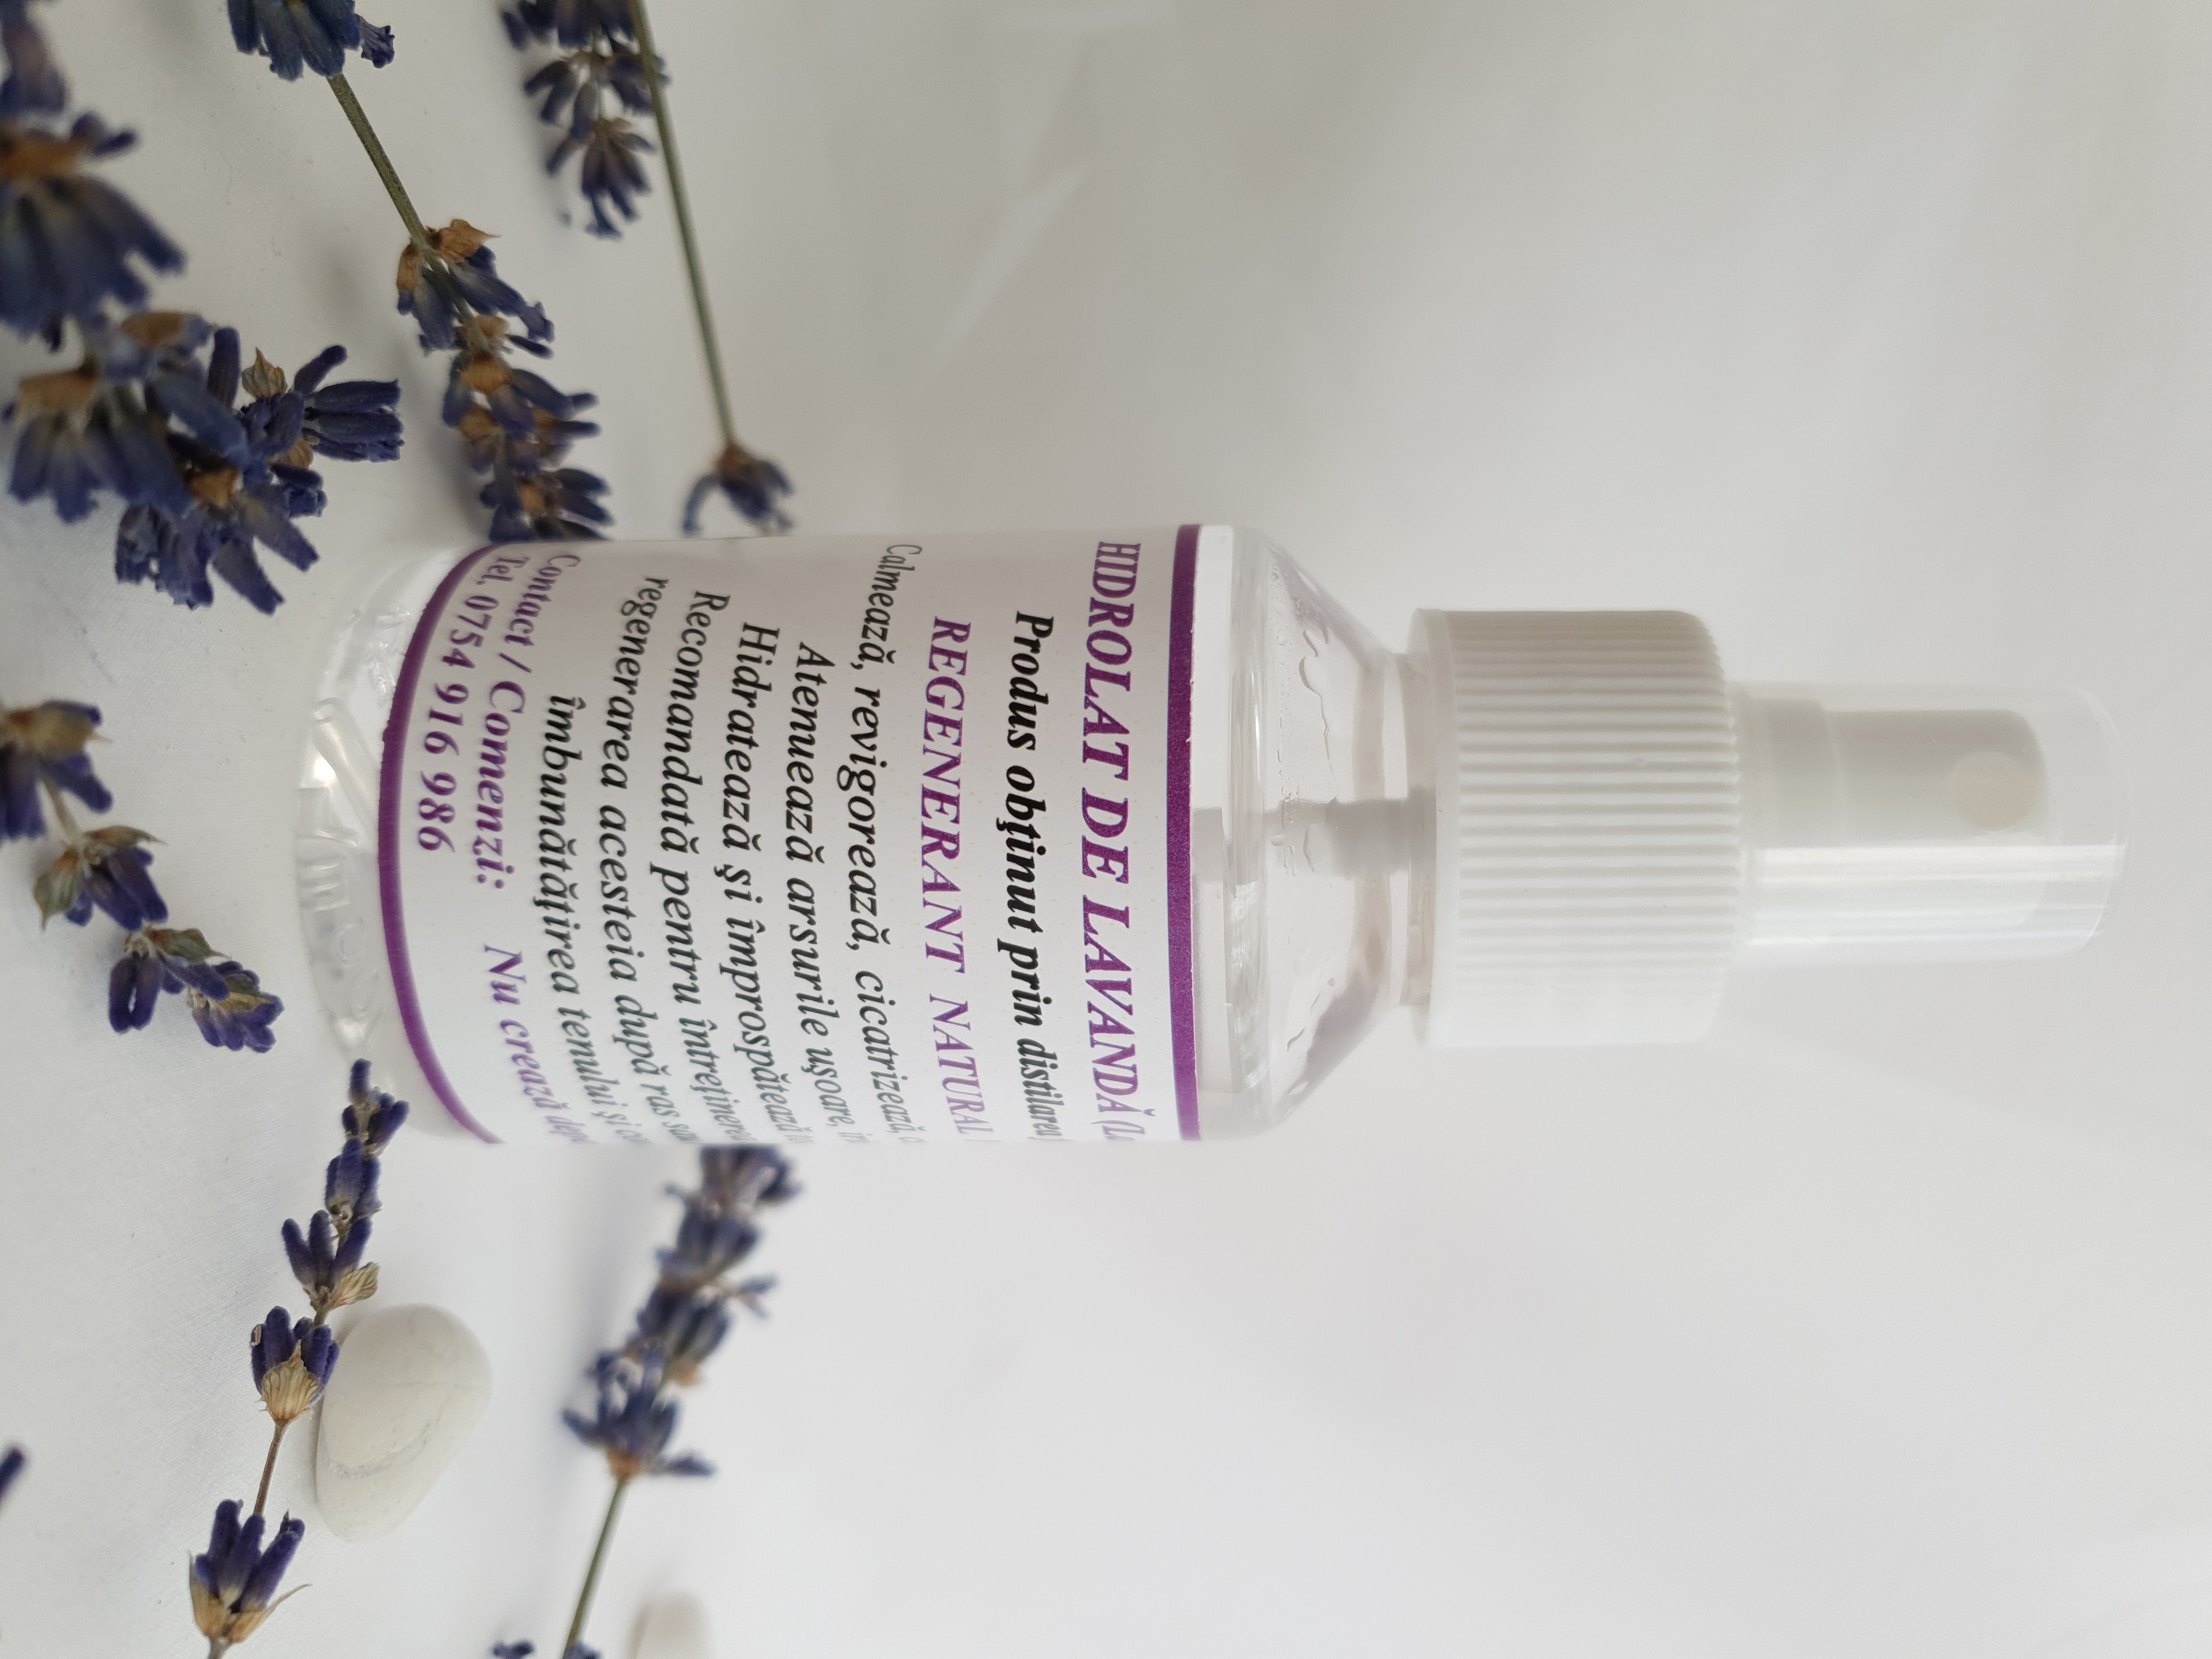 HIDROLAT DE LAVANDĂ
Produs obţinut prin distilarea
REGENERANT NATURAL
Calmează, revigorează, cicatrizează,
Atenuează arsurile uşoare,
Hidratează şi împrospătează
Recomandată pentru întreţinerea
regenerarea acesteia după ras sau
îmbunătăţirea tenului şi
Contact / Comenzi: Nu crează
Tel. 0754 916 986